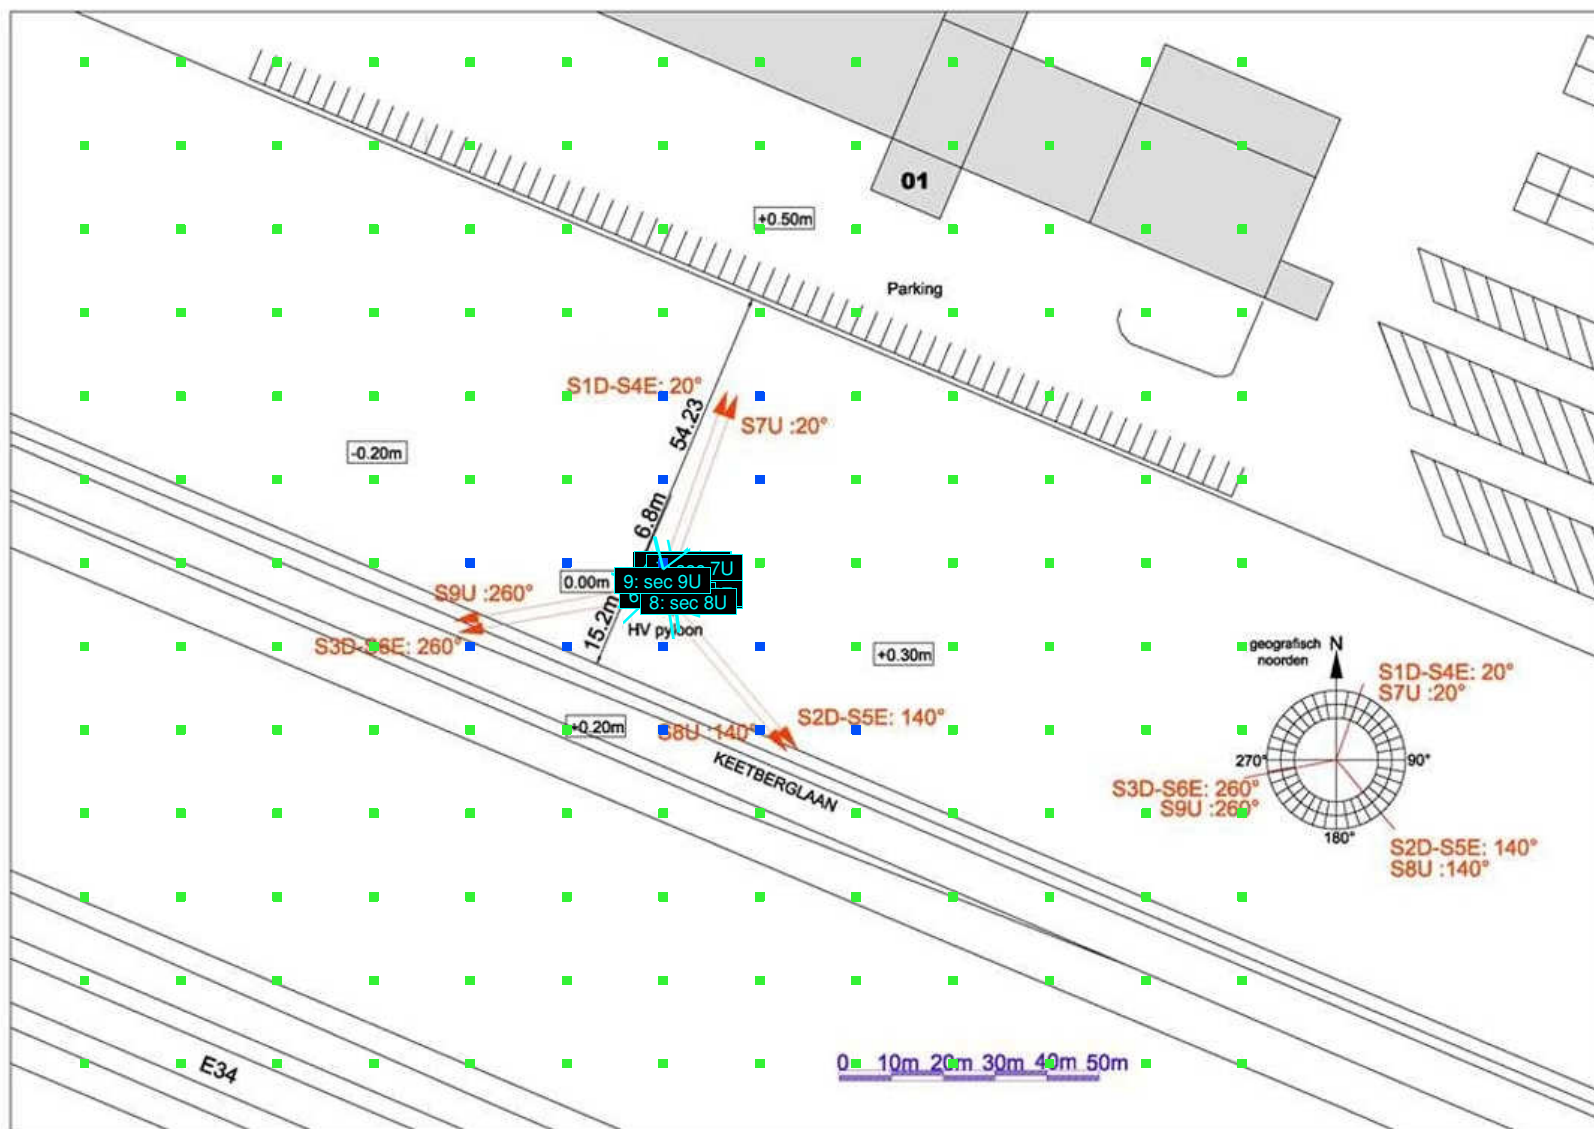 01
+0.50m
Parking
S1D-S4E: 20°
S7U :20°
54.23
-0.20m
6.8m
7U
9: sec 9U
0.00m
S9U :260°
6
8: sec 8U
15.2m
HV pyloon
S3D-S6E: 260°
+0.30m
geografisch
noorden
N
S1D-S4E: 20°
S7U :20°
S2D-S5E: 140°
S8U :140°
+0.20m
KEETBERGLAAN
270°
90°
S3D-S6E: 260°
S9U :260°
180°
S2D-S5E: 140°
S8U :140°
E34
0 10m 20m 30m 40m 50m